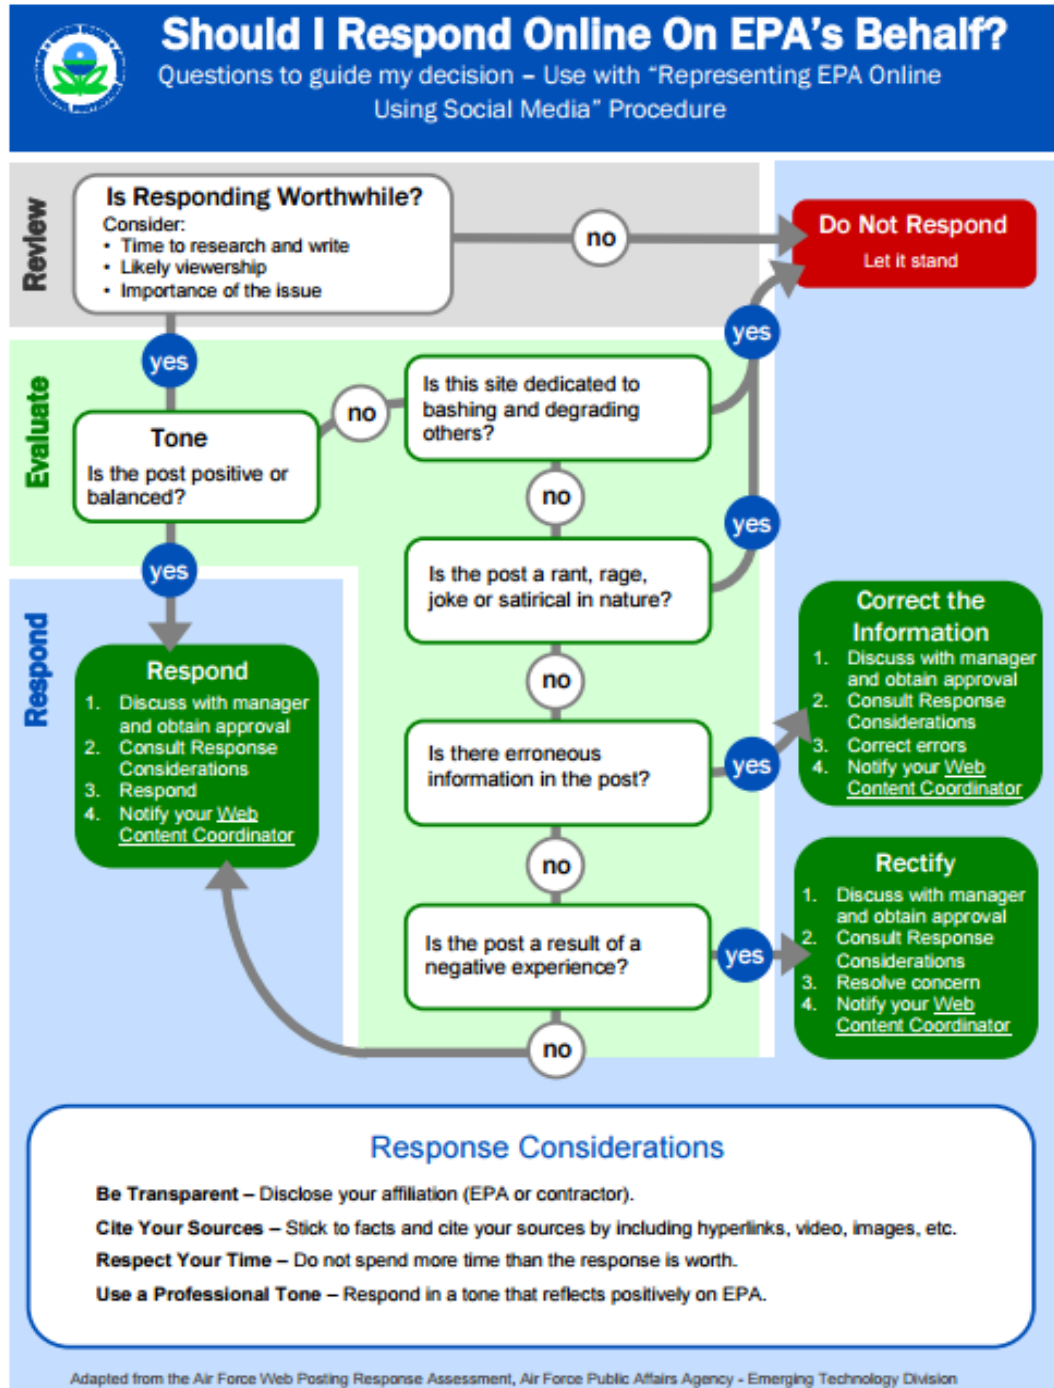 Should I Respond Online On EPA's Behalf?
Questions to guide my decision – Use with “Representing EPA Online
Using Social Media” Procedure
Review
Is Responding Worthwhile?
Consider:
• Time to research and write
• Likely viewership
• Importance of the issue
no
Do Not Respond
Let it stand
yes
yes
Evaluate
Tone
Is the post positive or
balanced?
no
Is this site dedicated to
bashing and degrading
others?
no
yes
Is the post a rant, rage,
joke or satirical in nature?
yes
Respond
Respond
1. Discuss with manager
and obtain approval
2. Consult Response
Considerations
3. Respond
4. Notify your Web
Content Coordinator
no
Is there erroneous
information in the post?
yes
Correct the
Information
1. Discuss with manager
and obtain approval
2. Consult Response
Considerations
3. Correct errors
4. Notify your Web
Content Coordinator
no
Is the post a result of a
negative experience?
yes
Rectify
1. Discuss with manager
and obtain approval
2. Consult Response
Considerations
3. Resolve concern
4. Notify your Web
Content Coordinator
no
Response Considerations
Be Transparent – Disclose your affiliation (EPA or contractor).
Cite Your Sources – Stick to facts and cite your sources by including hyperlinks, video, images, etc.
Respect Your Time – Do not spend more time than the response is worth.
Use a Professional Tone – Respond in a tone that reflects positively on EPA.
Adapted from the Air Force Web Posting Response Assessment, Air Force Public Affairs Agency - Emerging Technology Division